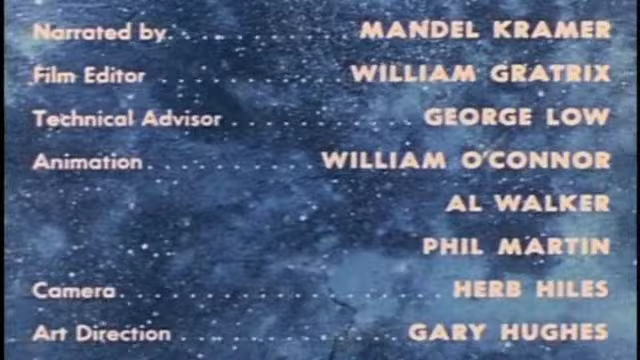 Narrated by. . . . . . . . . . . . MANDEL KRAMER
Film Editor . . . . . . . . . . . . WILLIAM GRATRIX
Technical Advisor . . . . . . . . . . . GEORGE LOW
Animation. . . . . . . . . . WILLIAM O'CONNOR
AL WALKER
PHIL MARTIN
Camera. . . . . . . . . . . . . . . . . . . . HERB HILES
Art Direction . . . . . . . . . . . . . GARY HUGHES